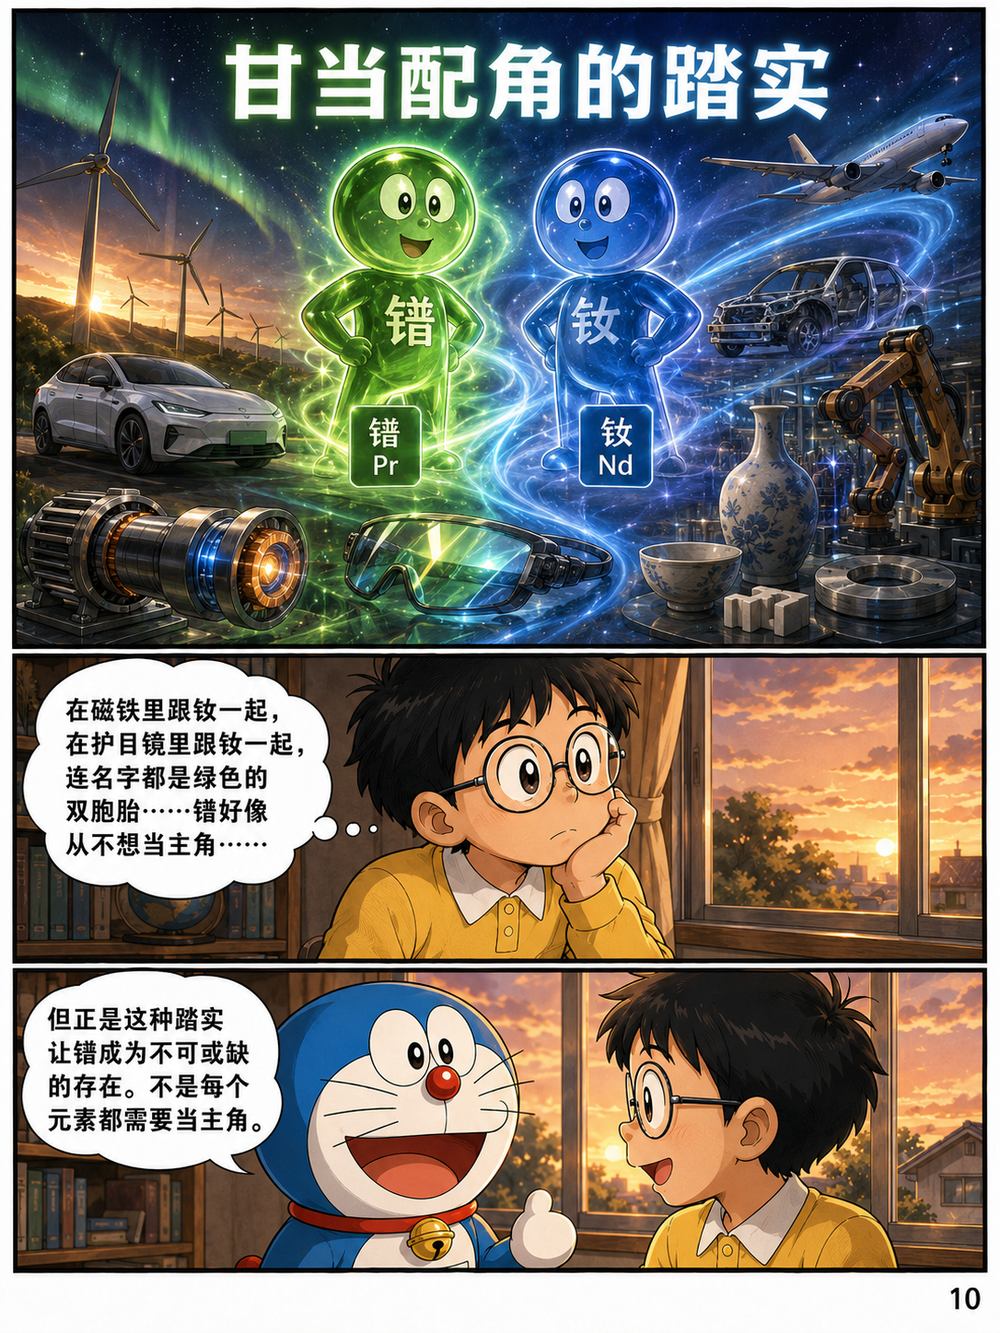 甘当配角的踏实
镨
钕
镨
Pr
钕
Nd
在磁铁里跟钕一起，
在护目镜里跟钕一起，
连名字都是绿色的
双胞胎……镨好像
从不想当主角……
但正是这种踏实
让镨成为不可或缺
的存在。不是每个
元素都需要当主角。
10